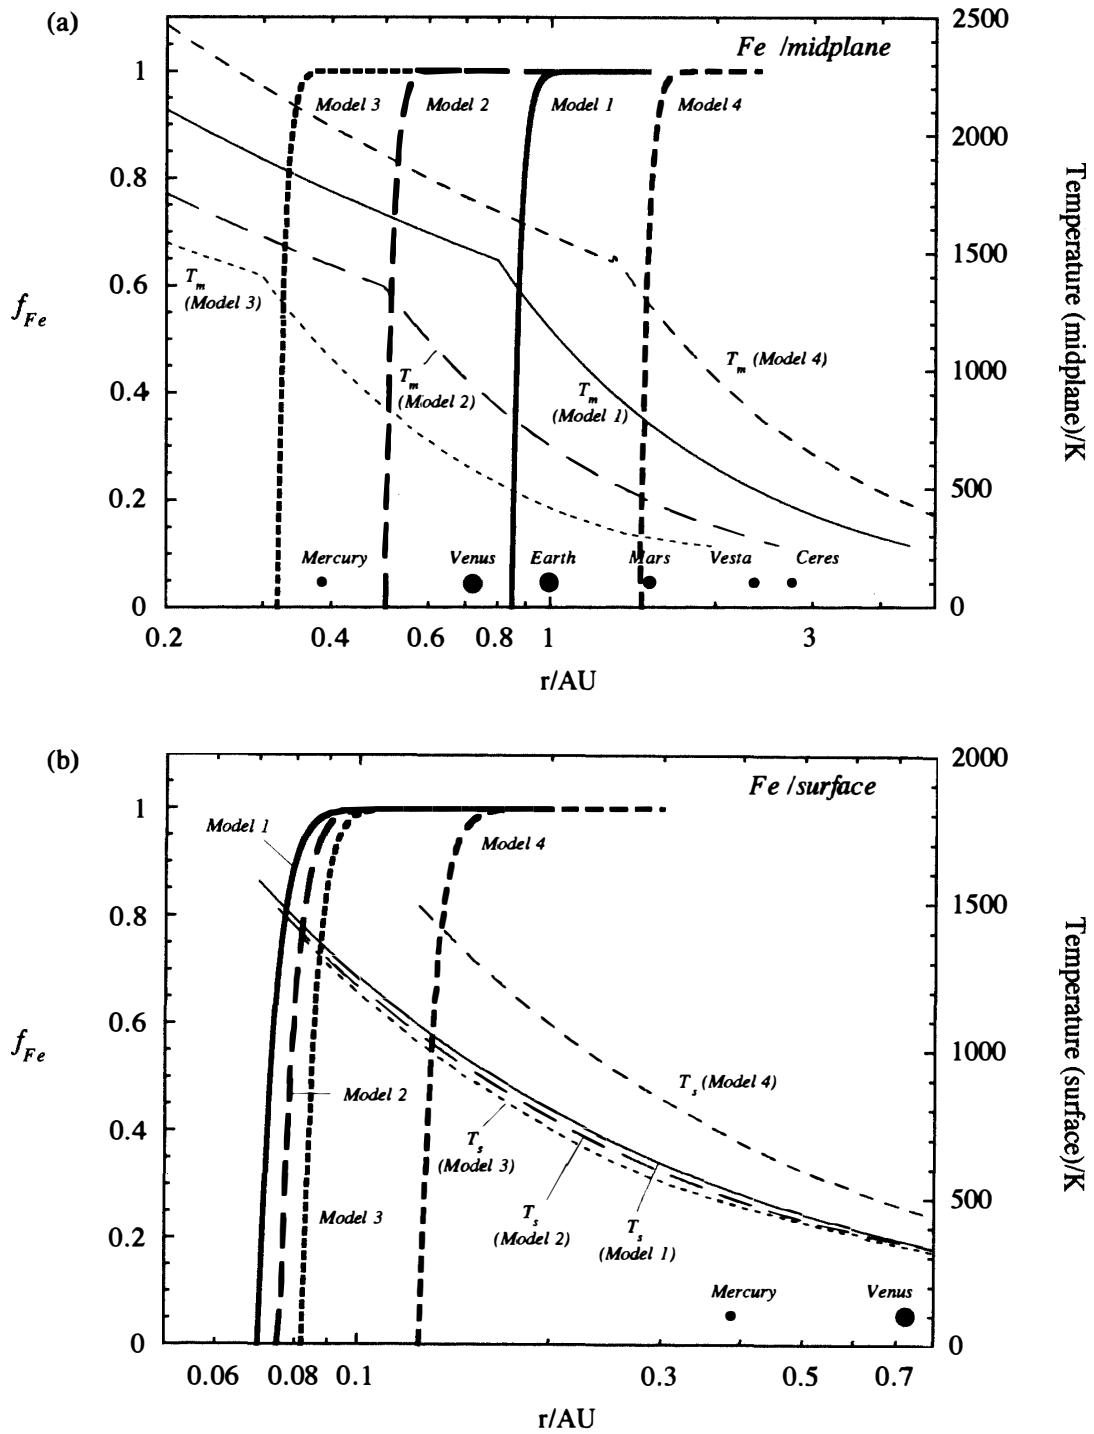 (a)
Fe /midplane
2500
1
Model 3
Model 2
Model 1
Model 4
2000
0.8
1500
0.6
T_m
(Model 3)
f_Fe
Temperature (midplane)/K
T_m (Model 4)
1000
T_m
(Model 2)
T_m
(Model 1)
0.4
500
0.2
Mercury
Venus
Earth
Mars
Vesta
Ceres
0
0
0.2
0.4
0.6
0.8
1
3
r/AU
(b)
2000
Fe /surface
1
Model 1
Model 4
1500
0.8
0.6
f_Fe
Temperature (surface)/K
1000
T_s (Model 4)
Model 2
0.4
T_s
(Model 3)
T_s
(Model 2)
T_s
(Model 1)
Model 3
500
0.2
Mercury
Venus
0
0
0.06
0.08
0.1
0.3
0.5
0.7
r/AU